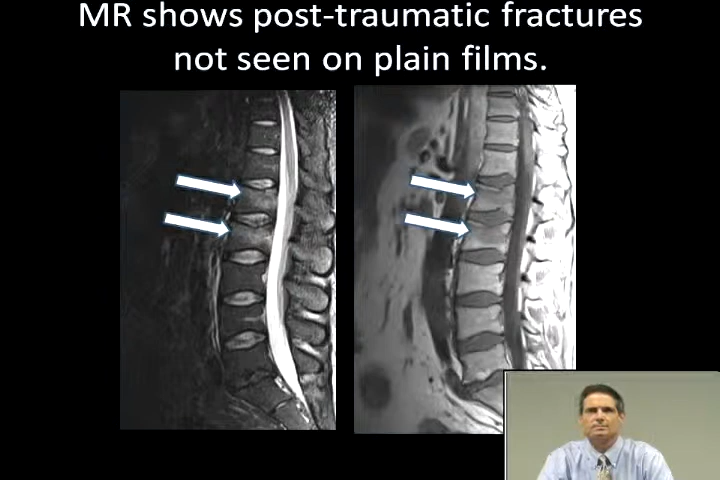 MR shows post-traumatic fractures
not seen on plain films.